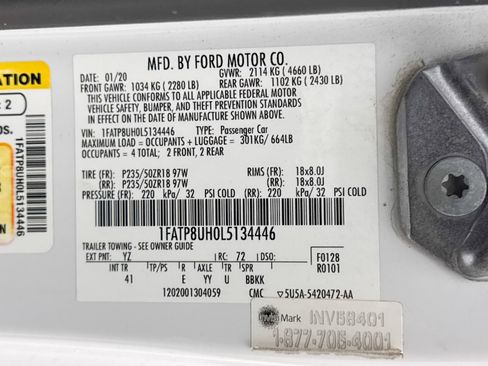 MFD. BY FORD MOTOR CO.
01/20 GVWR: 2114 KG ( 4660 LB)
FRONT GAWR: 1034 KG ( 2280 LB) REAR GAWR: 1102 KG ( 2430 LB)
THIS VEHICLE CONFORMS TO ALL APPLICABLE FEDERAL MOTOR
VEHICLE SAFETY, BUMPER, AND THEFT PREVENTION STANDARDS
IN EFFECT ON THE DATE OF MANUFACTURE SHOWN ABOVE.
VIN: 1FATP8UH0L5134446 TYPE: Passenger Car
MAXIMUM LOAD = OCCUPANTS + LUGGAGE = 301KG/ 664LB
OCCUPANTS = 4 TOTAL; 2 FRONT, 2 REAR
TIRE (FR): P235/50ZR18 97W RIMS (FR): 18x8.0J
(RR): P235/50ZR18 97W (RR): 18x8.0J
PRESSURE (FR) 220 kPa/ 32 PSI COLD (RR) 220 kPa/ 32 PSI COLD
1FATP8UH0L5134446
TRAILER TOWING - SEE OWNER GUIDE
EXT PNT: YZ RC: 72 DSO: F0128
R0101
INT TR TP/PS R AXLE TR SPR
41 E YY U BBKK
1202001304059 CMC 5U5A-5420472-AA
Mark INV58401
1-877-706-4001
ATION
: 2
os.
1FATP8UH0L5134446